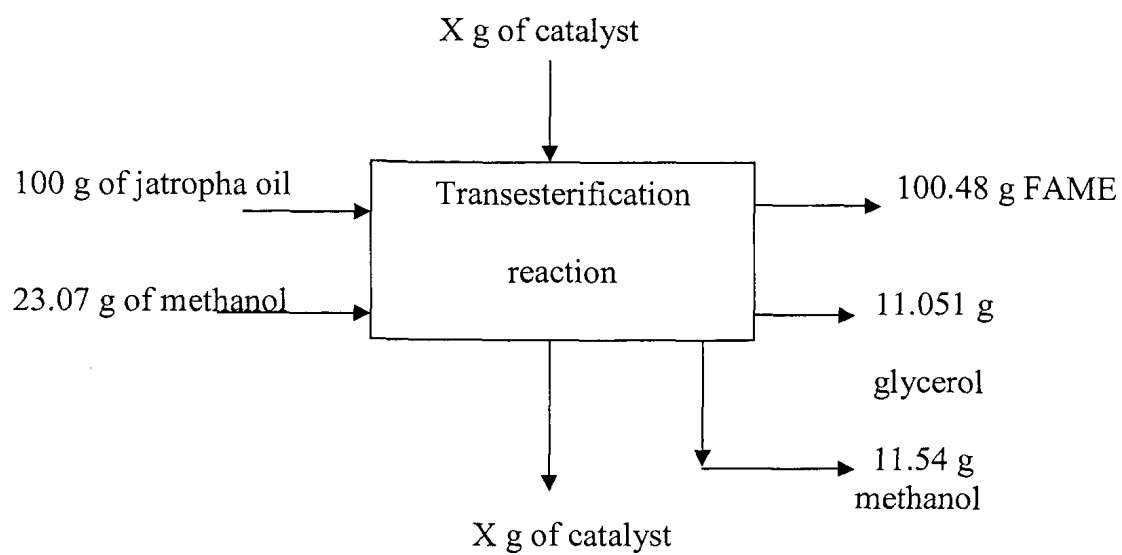 X g of catalyst
100 g of jatropha oil
Transesterification
reaction
100.48 g FAME
23.07 g of methanol
11.051 g
glycerol
11.54 g
methanol
X g of catalyst